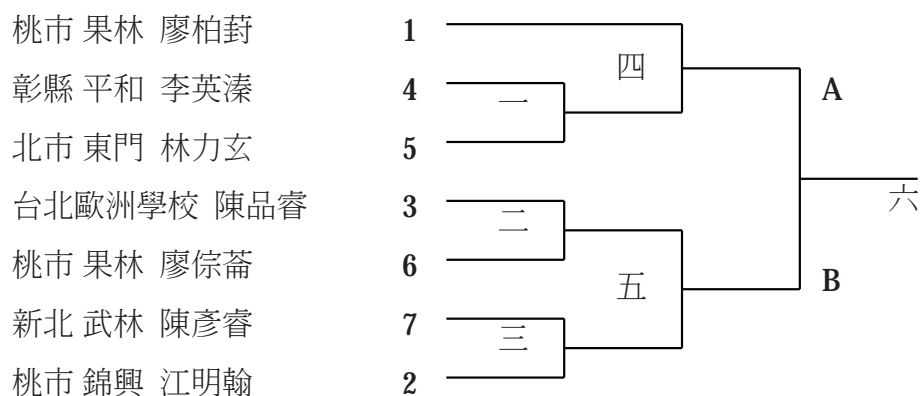 桃市 果林 廖柏葑 1
四
彰縣 平和 李英溱 4 A
一
北市 東門 林力玄 5
台北歐洲學校 陳品睿 3 六
二
桃市 果林 廖倧菕 6 B
五
新北 武林 陳彥睿 7
三
桃市 錦興 江明翰 2